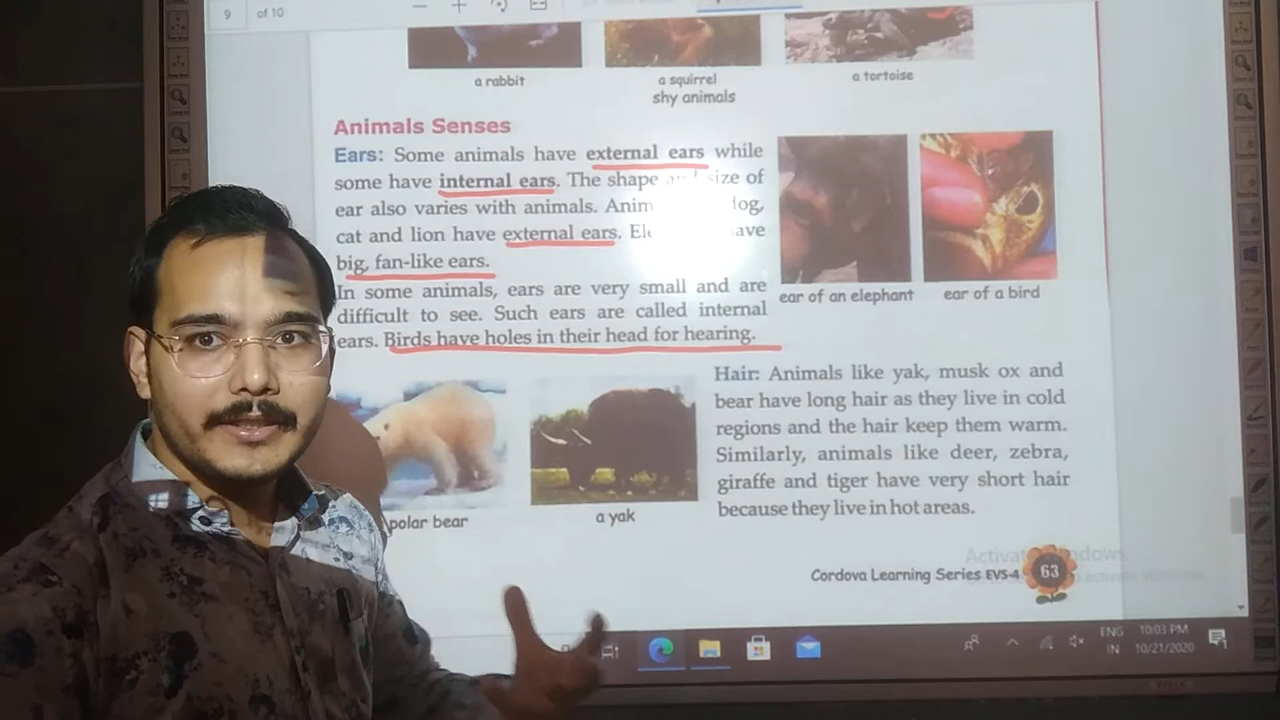 9 of 10
a rabbit
a squirrel
a tortoise
shy animals
Animals Senses
Ears: Some animals have external ears while
some have internal ears. The shape size of
ear also varies with animals.
cat and lion have external ears.
big, fan-like ears.
In some animals, ears are very small and are
difficult to see. Such ears are called internal
ears. Birds have holes in their head for hearing.
ear of an elephant
ear of a bird
polar bear
a yak
Hair: Animals like yak, musk ox and
bear have long hair as they live in cold
regions and the hair keep them warm.
Similarly, animals like deer, zebra,
giraffe and tiger have very short hair
because they live in hot areas.
Cordova Learning Series EVS-4
63
ENG
IN
10:03 PM
10/21/2020